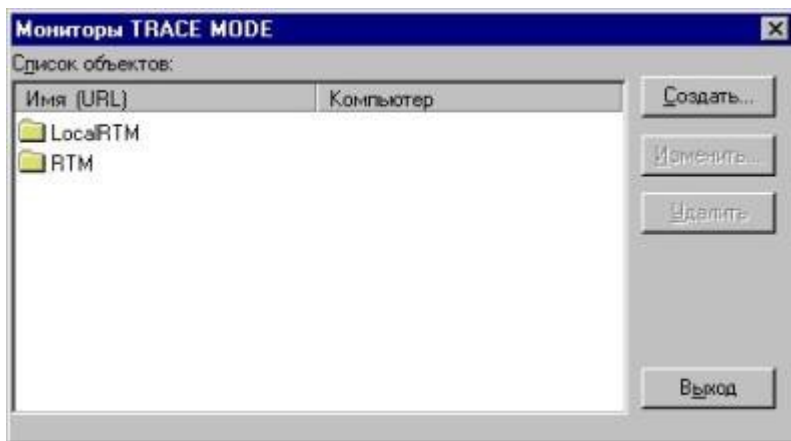 Мониторы TRACE MODE
Список объектов:
Имя (URL) Компьютер
Создать...
LocalRTM
RTM
Изменить...
Удалить
Выход